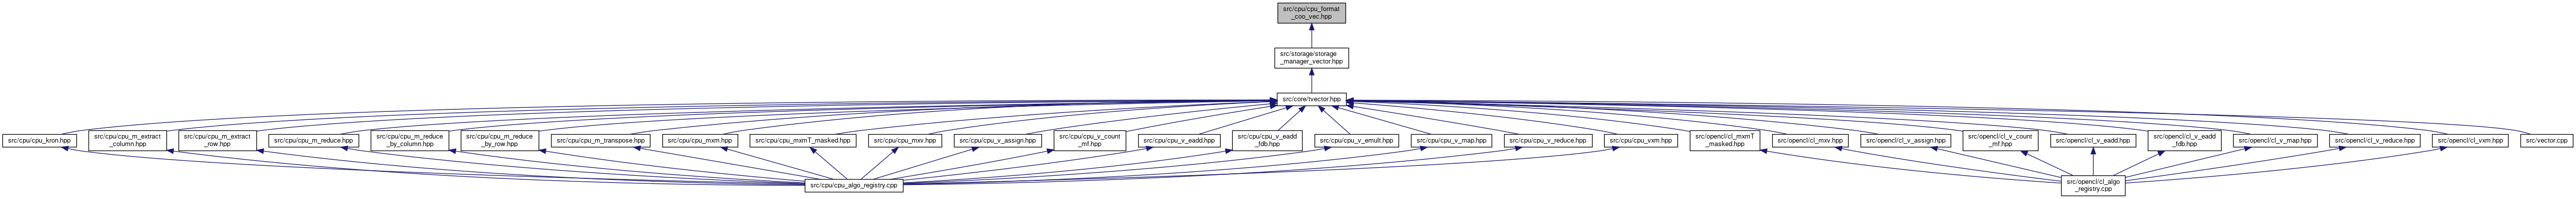 src/cpu/cpu_format
_coo_vec.hpp
src/storage/storage
_manager_vector.hpp
src/core/tvector.hpp
src/cpu/cpu_kron.hpp
src/cpu/cpu_m_extract
_column.hpp
src/cpu/cpu_m_extract
_row.hpp
src/cpu/cpu_m_reduce.hpp
src/cpu/cpu_m_reduce
_by_column.hpp
src/cpu/cpu_m_reduce
_by_row.hpp
src/cpu/cpu_m_transpose.hpp
src/cpu/cpu_mxm.hpp
src/cpu/cpu_mxmT_masked.hpp
src/cpu/cpu_mxv.hpp
src/cpu/cpu_v_assign.hpp
src/cpu/cpu_v_count
_mf.hpp
src/cpu/cpu_v_eadd.hpp
src/cpu/cpu_v_eadd
_fdb.hpp
src/cpu/cpu_v_emult.hpp
src/cpu/cpu_v_map.hpp
src/cpu/cpu_v_reduce.hpp
src/cpu/cpu_vxm.hpp
src/opencl/cl_mxmT
_masked.hpp
src/opencl/cl_mxv.hpp
src/opencl/cl_v_assign.hpp
src/opencl/cl_v_count
_mf.hpp
src/opencl/cl_v_eadd.hpp
src/opencl/cl_v_eadd
_fdb.hpp
src/opencl/cl_v_map.hpp
src/opencl/cl_v_reduce.hpp
src/opencl/cl_vxm.hpp
src/vector.cpp
src/cpu/cpu_algo_registry.cpp
src/opencl/cl_algo
_registry.cpp